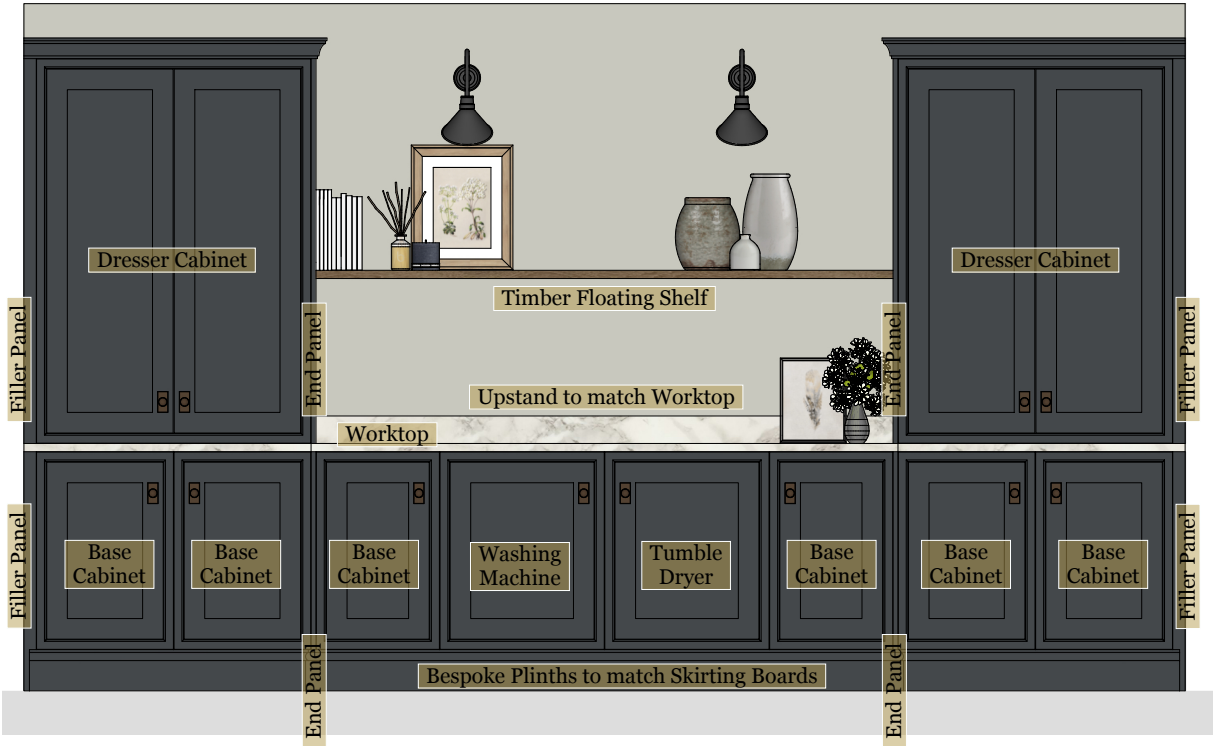 Dresser Cabinet
Dresser Cabinet
Timber Floating Shelf
Filler Panel
End Panel
End Panel
Filler Panel
Upstand to match Worktop
Worktop
Filler Panel
Base
Cabinet
Base
Cabinet
Base
Cabinet
Washing
Machine
Tumble
Dryer
Base
Cabinet
Base
Cabinet
Base
Cabinet
Filler Panel
End Panel
Bespoke Plinths to match Skirting Boards
End Panel